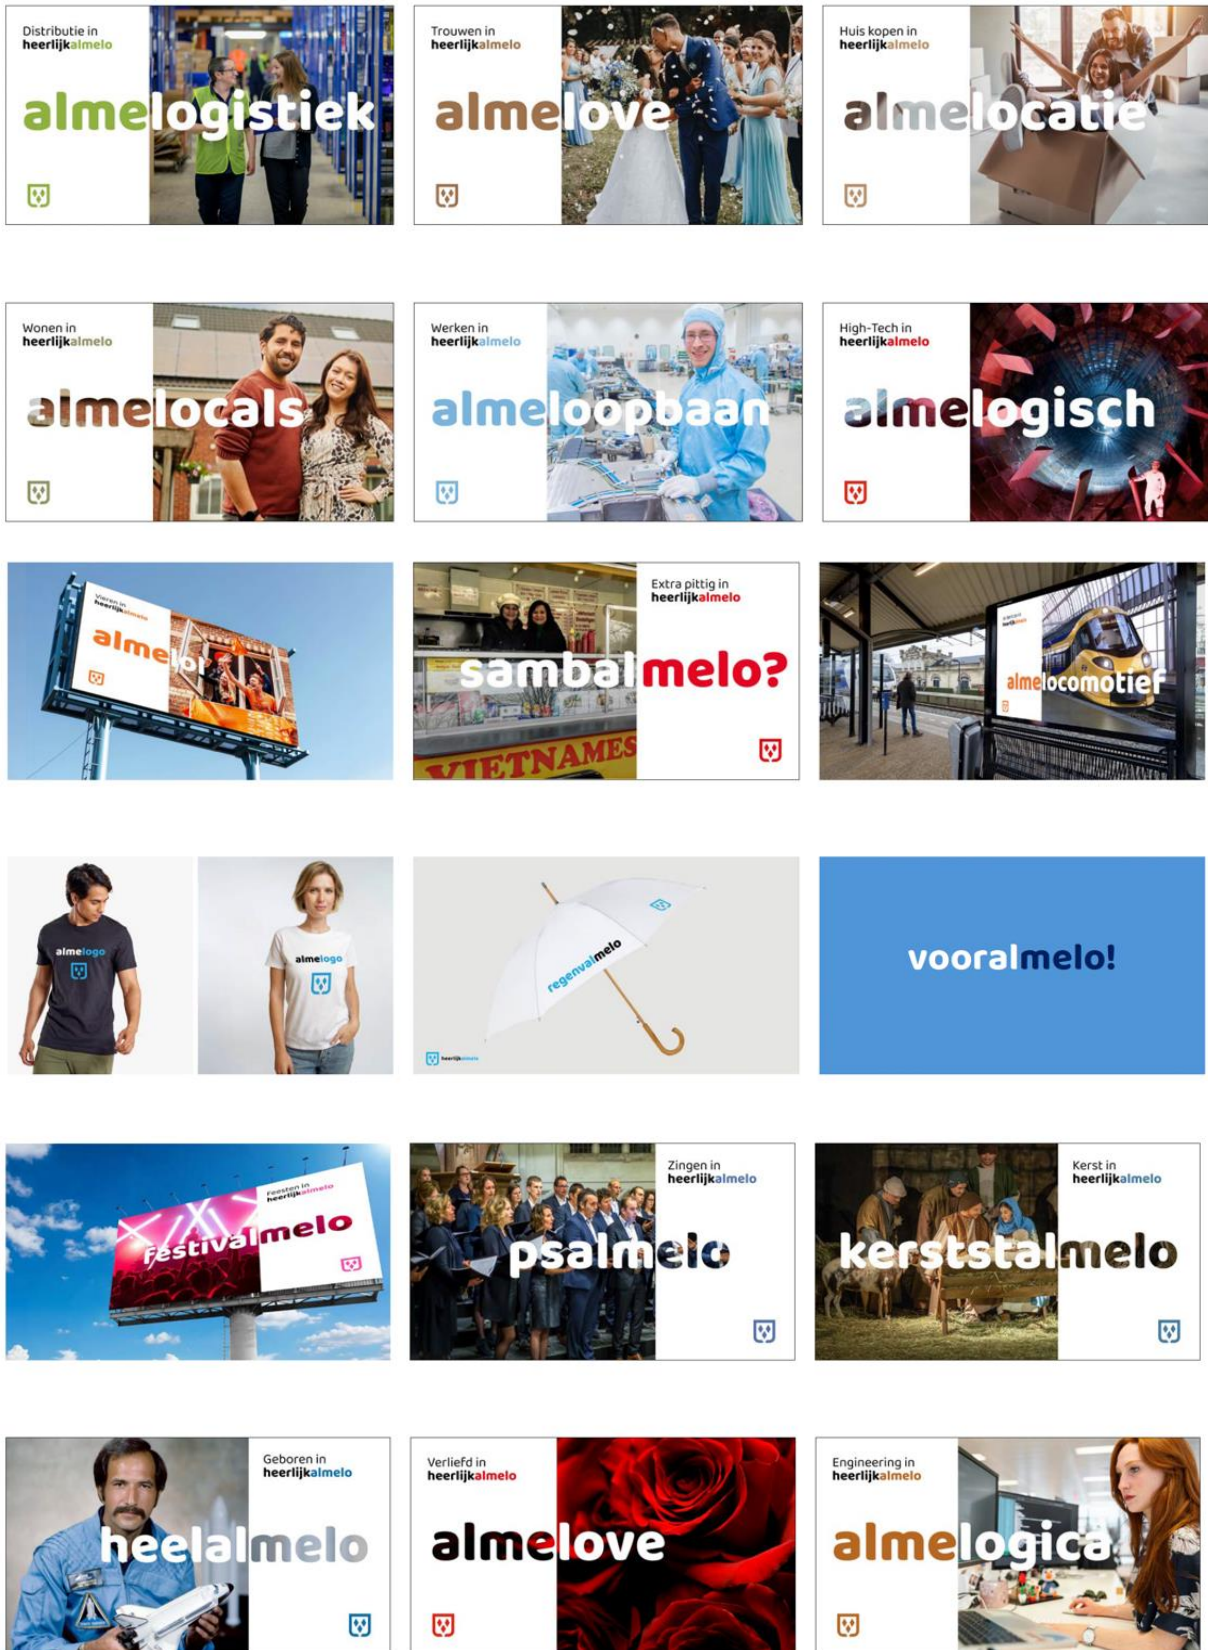 Distributie in
heerlijkalmelo
almelogistiek
Trouwen in
heerlijkalmelo
almelove
Huis kopen in
heerlijkalmelo
almelocatie
Wonen in
heerlijkalmelo
almelocals
Werken in
heerlijkalmelo
almeloopbaan
High-Tech in
heerlijkalmelo
almelogisch
Vieren in
heerlijkalmelo
almelol
Extra pittig in
heerlijkalmelo
sambalmelo?
VIETNAMES
heerlijkalmelo
almelocomotief
almelogo
almelogo
regenvalmelo
heerlijkalmelo
vooralmelo!
Feesten in
heerlijkalmelo
festivalmelo
Zingen in
heerlijkalmelo
psalmelo
Kerst in
heerlijkalmelo
kerststalmelo
Geboren in
heerlijkalmelo
heelalmelo
Verliefd in
heerlijkalmelo
almelove
Engineering in
heerlijkalmelo
almelogica